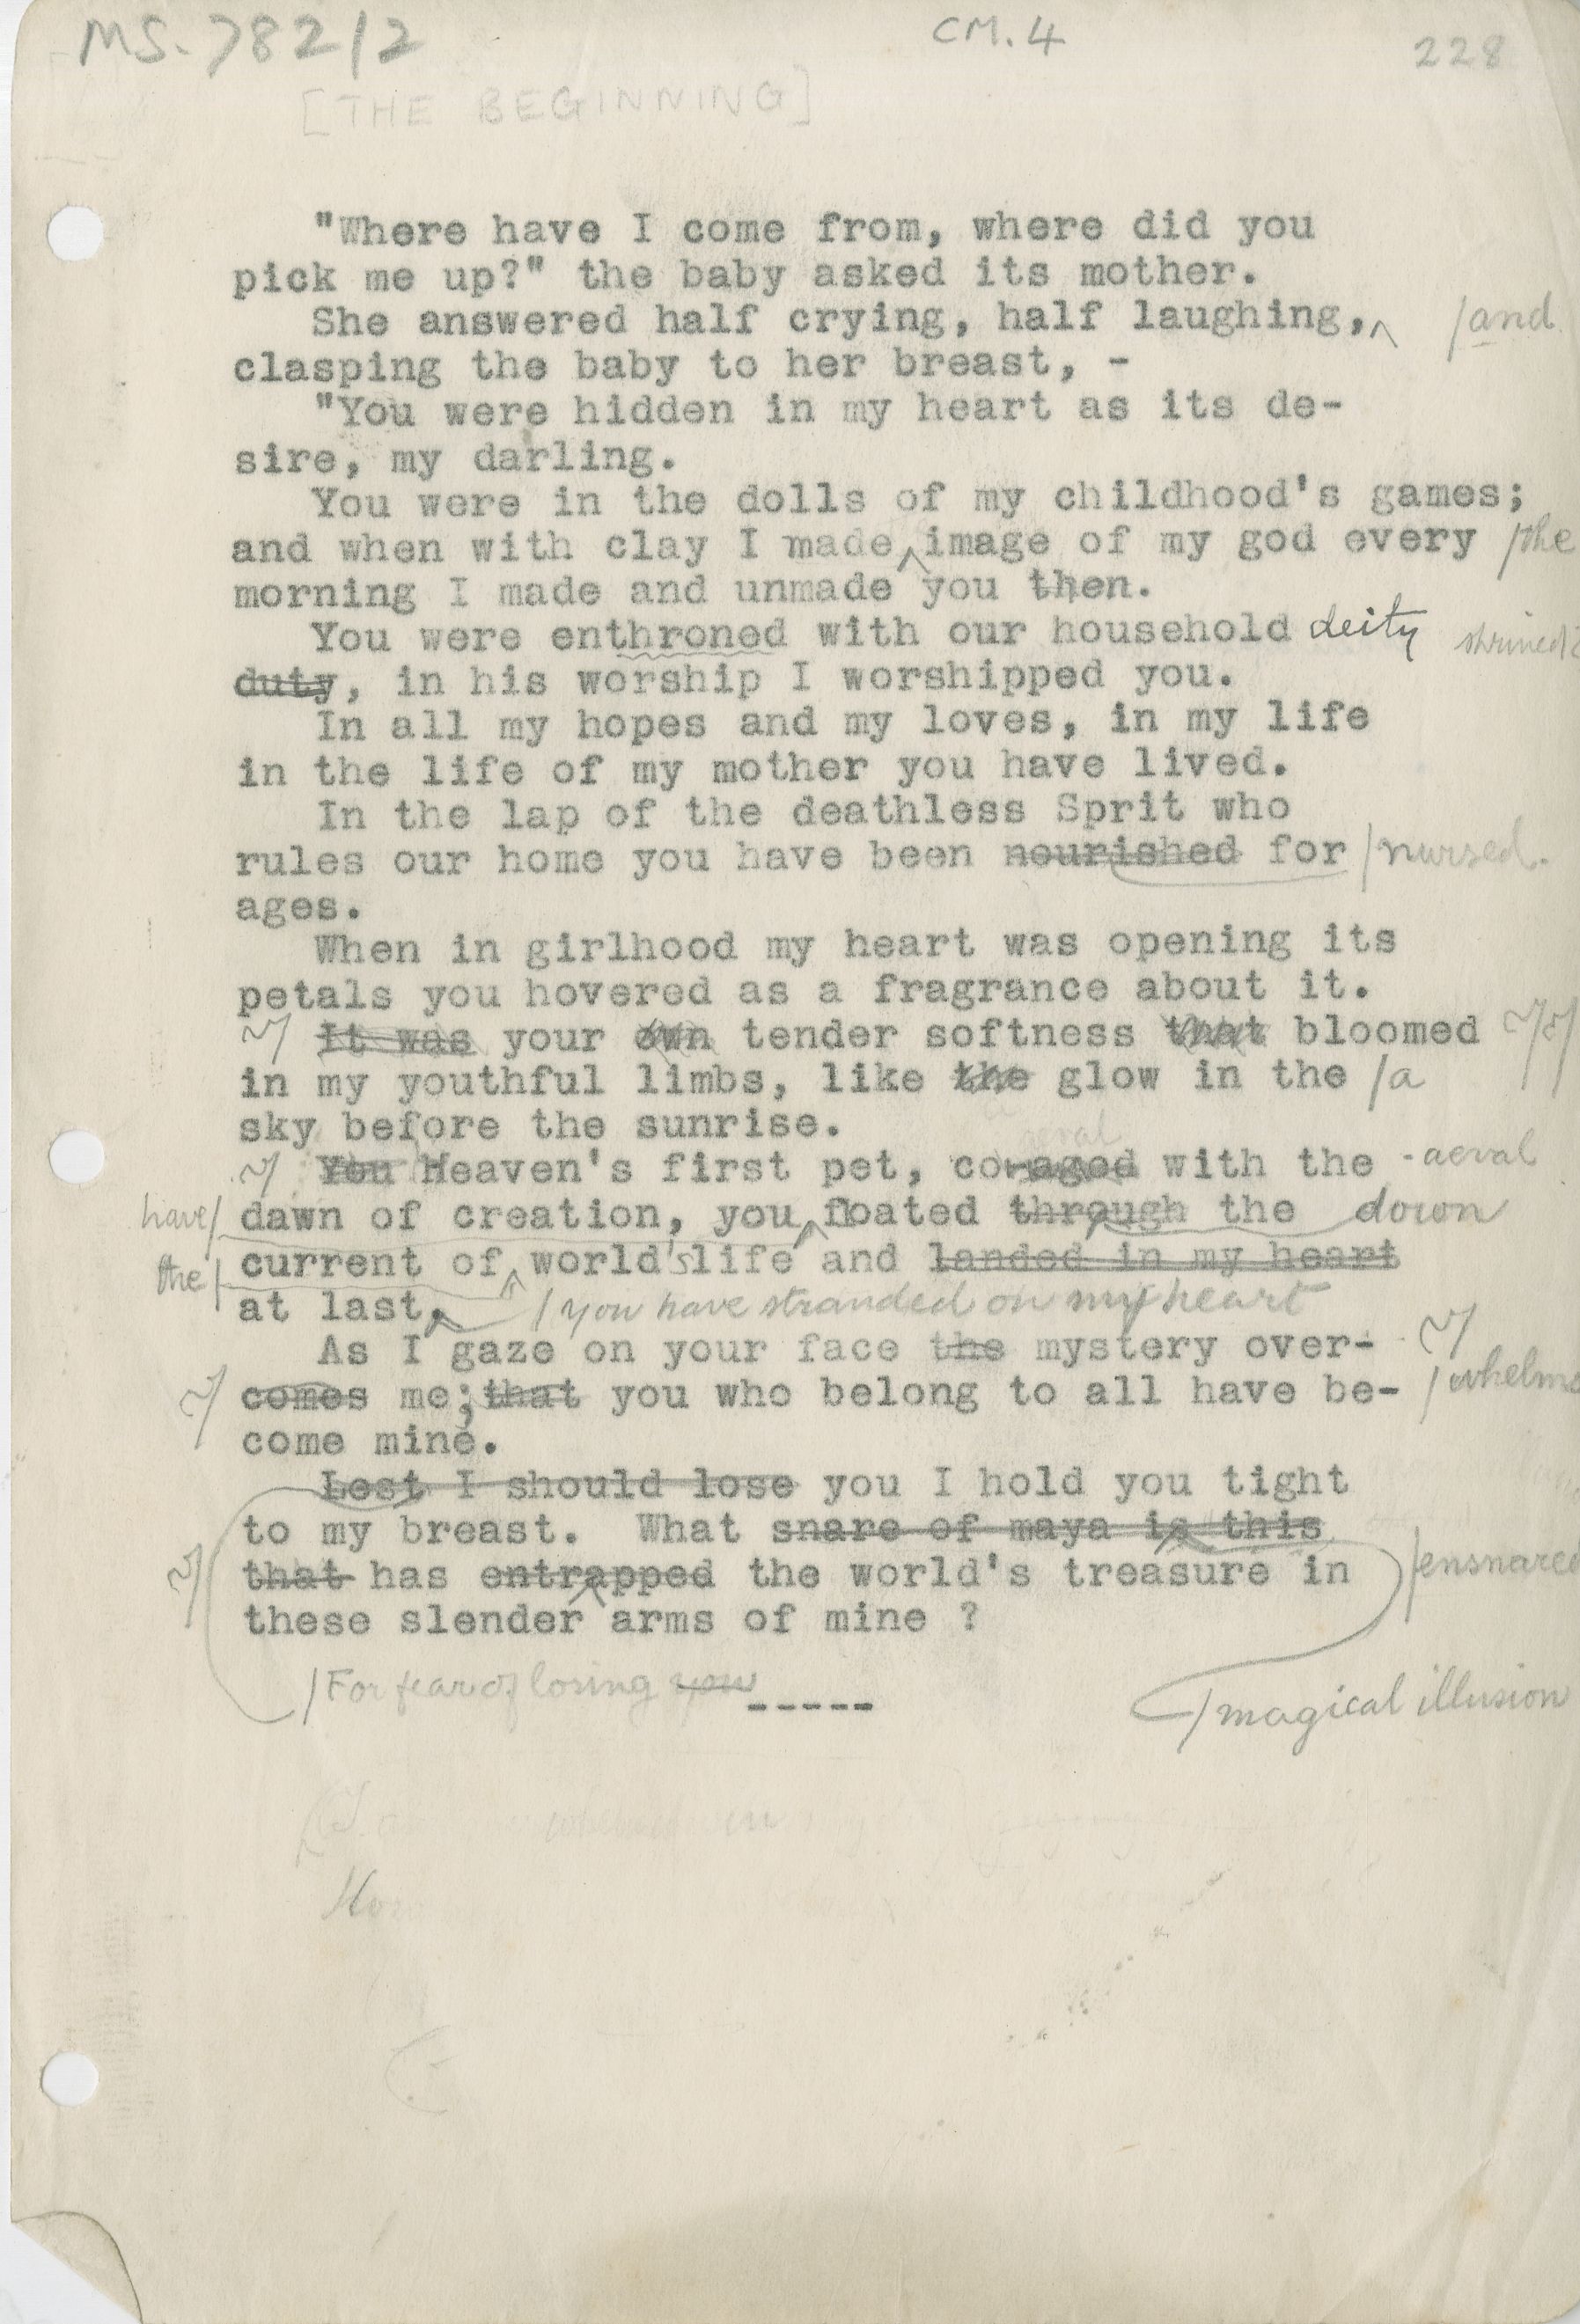 MS. 782/2 CM. 4 228
[THE BEGINNING]
"Where have I come from, where did you
pick me up?" the baby asked its mother.
She answered half crying, half laughing,^ /and
clasping the baby to her breast, -
"You were hidden in my heart as its de-
sire, my darling.
You were in the dolls of my childhood's games;
and when with clay I made ^ image of my god every /the
morning I made and unmade you then.
You were enthroned with our household deity shrined?
duty, in his worship I worshipped you.
In all my hopes and my loves, in my life
in the life of my mother you have lived.
In the lap of the deathless Sprit who
rules our home you have been nourished for /nursed.
ages.
When in girlhood my heart was opening its
petals you hovered as a fragrance about it.
It was your own tender softness that bloomed
in my youthful limbs, like the glow in the /a
sky before the sunrise.
aeval
You Heaven's first pet, co-aged with the -aeval
have/ dawn of creation, you ^ floated through the down
the/ current of ^ world's life and landed in my heart
at last. ^ /you have stranded on my heart
As I gaze on your face the mystery over-
comes me; that you who belong to all have be- /whelms
come mine.
Lest I should lose you I hold you tight
to my breast. What snare of maya is this
that has entrapped the world's treasure in /ensnared
these slender arms of mine ?
/For fear of losing you ----- /magical illusion